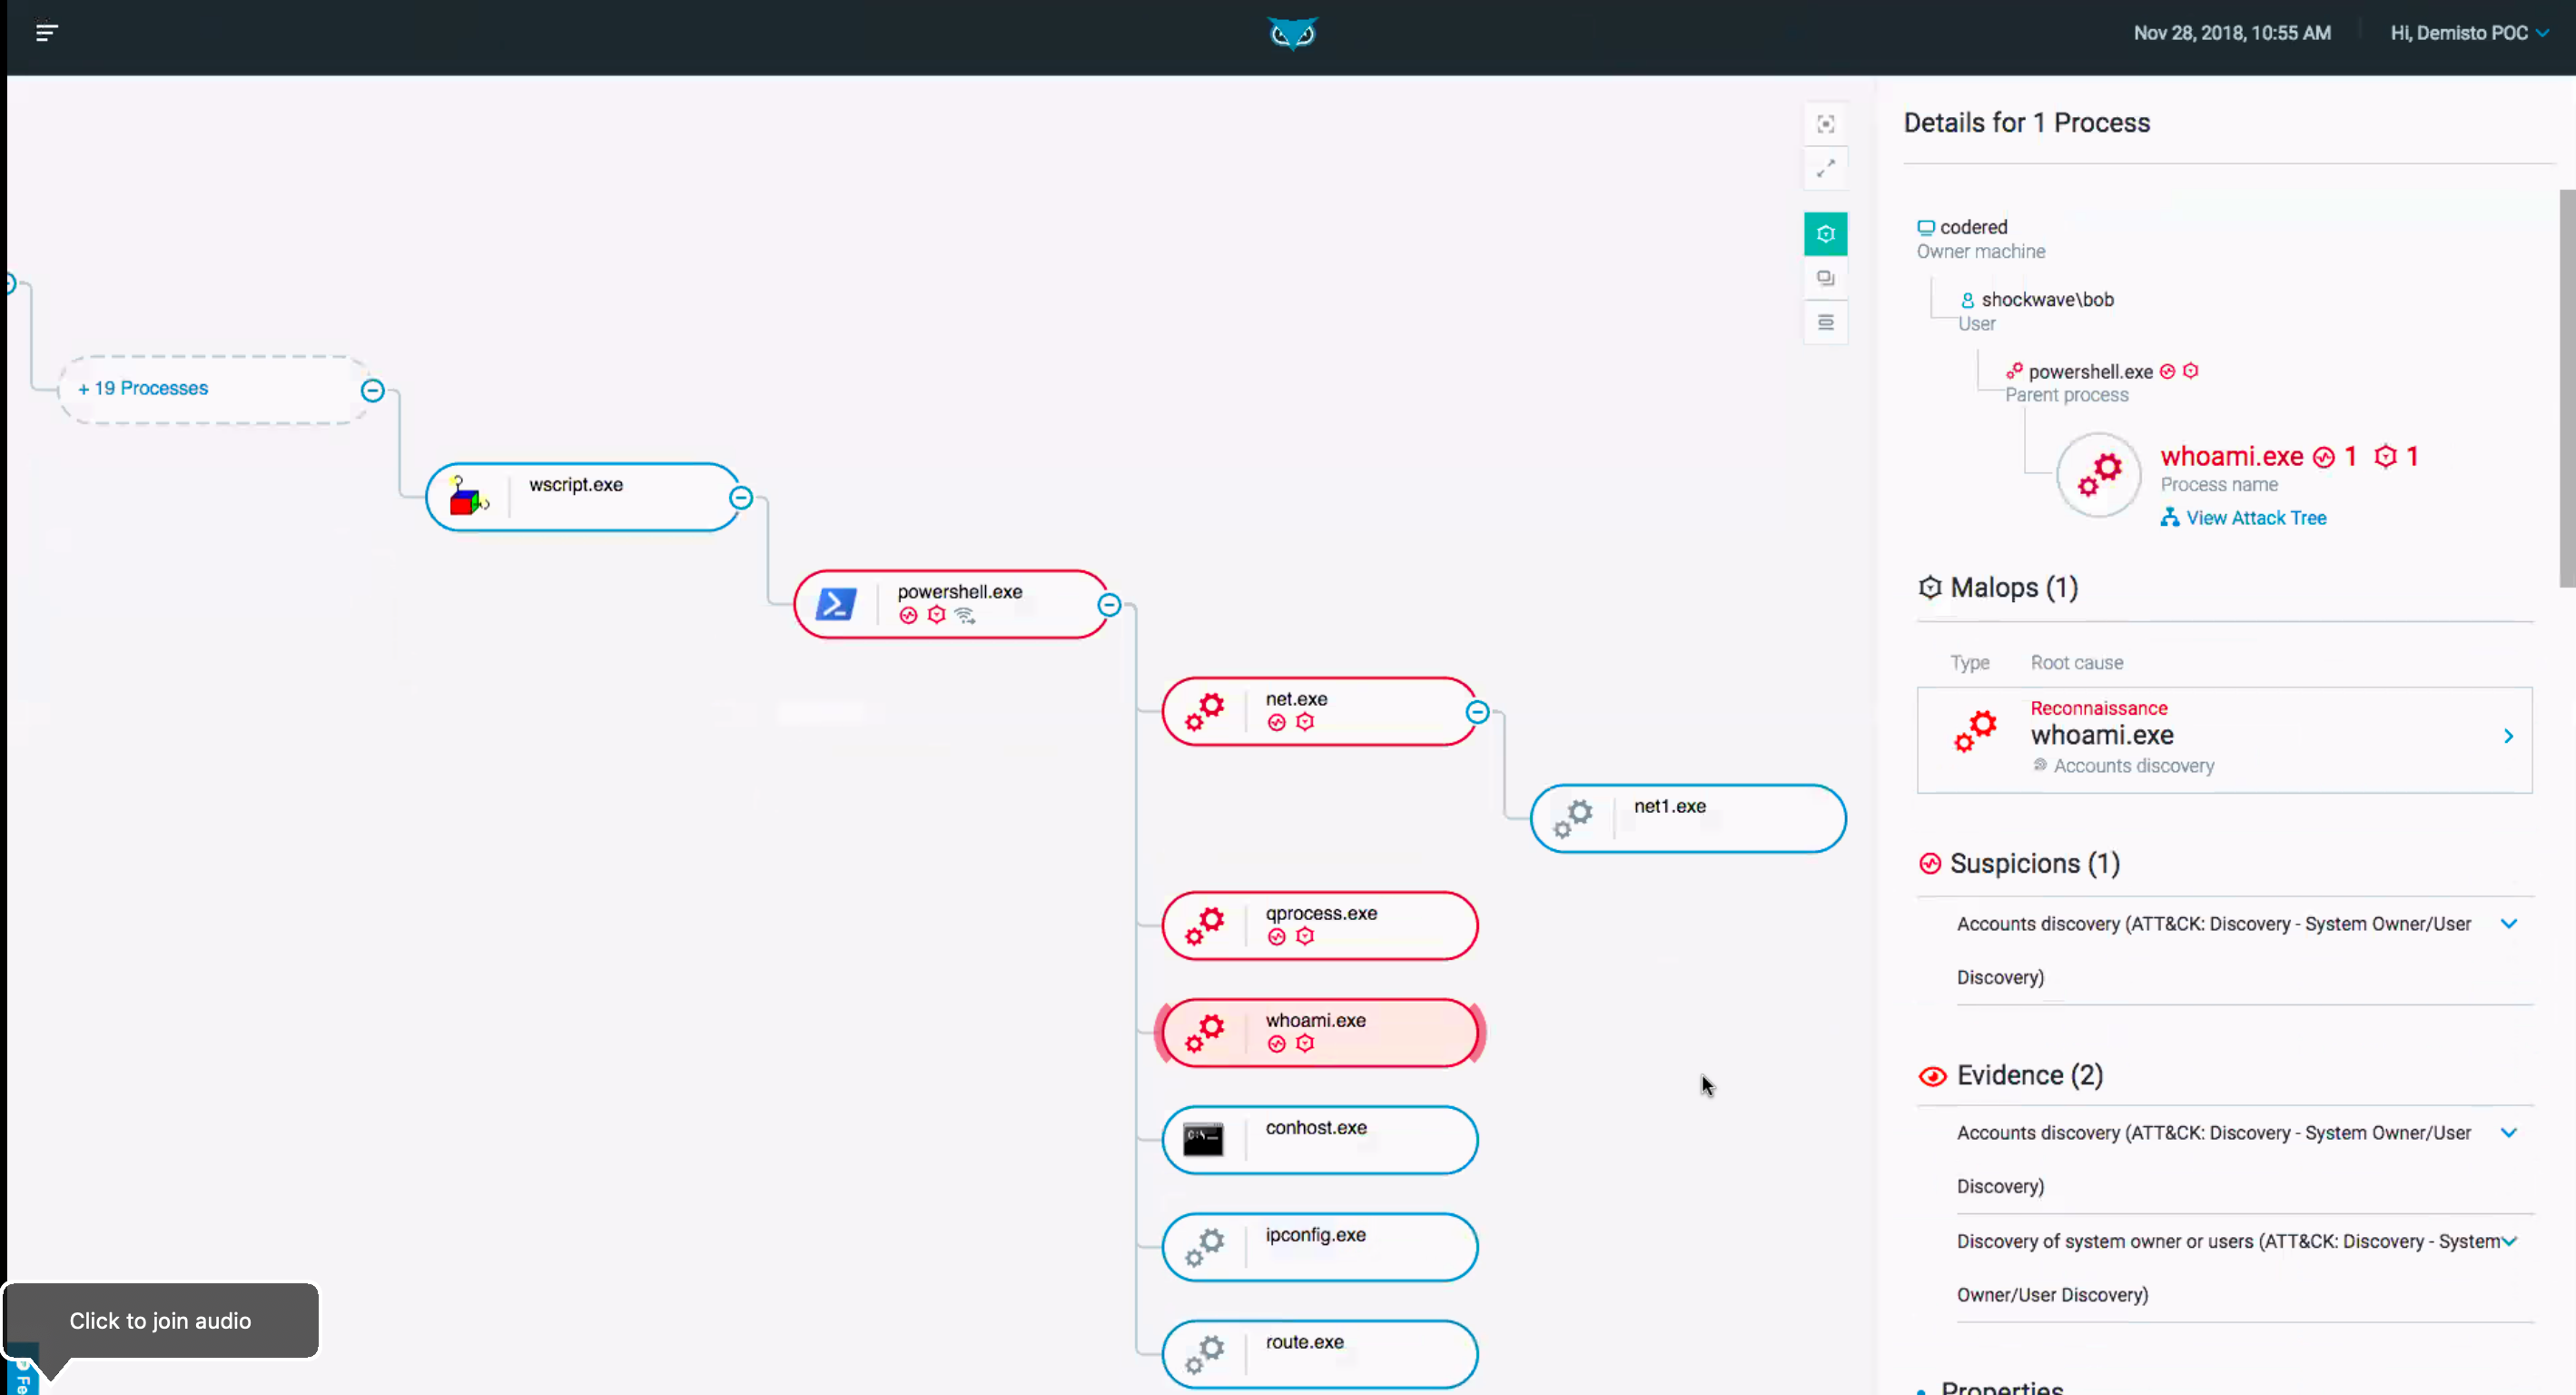 Nov 28, 2018, 10:55 AM
Hi, Demisto POC
+ 19 Processes
wscript.exe
powershell.exe
net.exe
net1.exe
qprocess.exe
whoami.exe
conhost.exe
ipconfig.exe
route.exe
Click to join audio
Fe
Details for 1 Process
codered
Owner machine
shockwave\bob
User
powershell.exe
Parent process
whoami.exe 1 1
Process name
View Attack Tree
Malops (1)
Type Root cause
Reconnaissance
whoami.exe
Accounts discovery
Suspicions (1)
Accounts discovery (ATT&CK: Discovery - System Owner/User
Discovery)
Evidence (2)
Accounts discovery (ATT&CK: Discovery - System Owner/User
Discovery)
Discovery of system owner or users (ATT&CK: Discovery - System
Owner/User Discovery)
Properties